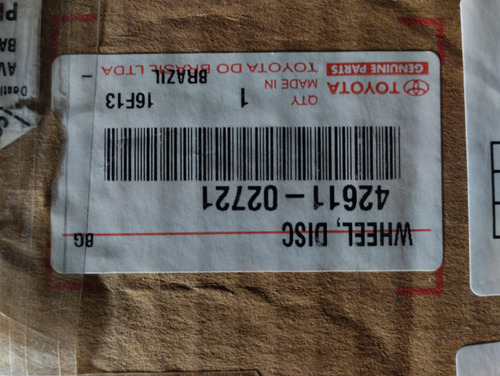 WHEEL, DISC BG
42611-02721
QTY 1 16F13
MADE IN BRAZIL
TOYOTA TOYOTA DO BRASIL LTDA -
GENUINE PARTS